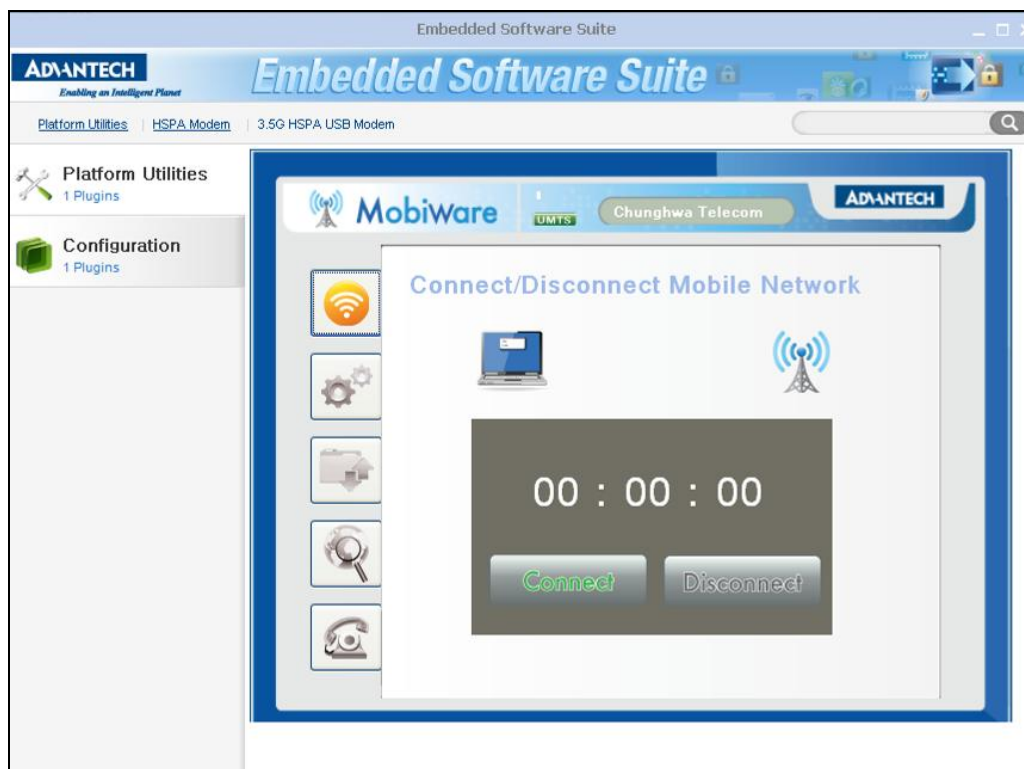 Embedded Software Suite
ADVANTECH
Enabling an Intelligent Planet
Embedded Software Suite
Platform Utilities | HSPA Modem | 3.5G HSPA USB Modem
Platform Utilities
1 Plugins
Configuration
1 Plugins
MobiWare
UMTS
Chunghwa Telecom
ADVANTECH
Connect/Disconnect Mobile Network
00 : 00 : 00
Connect
Disconnect